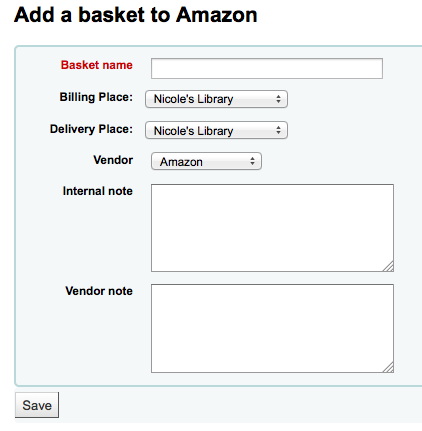 Add a basket to Amazon
Basket name
Billing Place: Nicole's Library
Delivery Place: Nicole's Library
Vendor Amazon
Internal note
Vendor note
Save